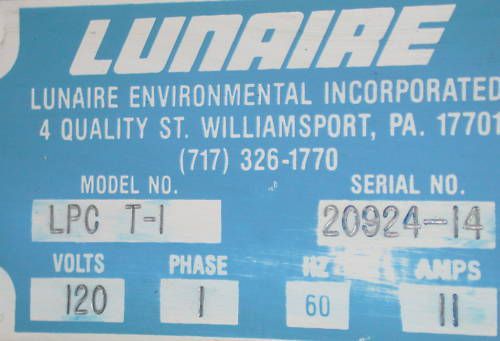 LUNAIRE
LUNAIRE ENVIRONMENTAL INCORPORATED
4 QUALITY ST. WILLIAMSPORT, PA. 17701
(717) 326-1770
MODEL NO. SERIAL NO.
LPC T-1 20924-14
VOLTS PHASE HZ AMPS
120 1 60 11